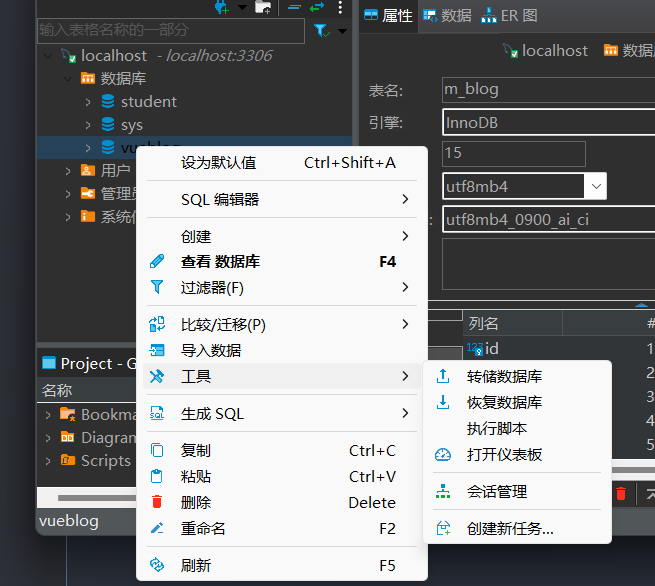 输入表格名称的一部分
localhost - localhost:3306
数据库
student
sys
vueblog
用户
管理员
系统信
Project - G
名称
Bookma
Diagram
Scripts
vueblog
属性 数据 ER 图
localhost 数据库
表名: m_blog
引擎: InnoDB
15
utf8mb4
: utf8mb4_0900_ai_ci
列名 #
123 id 1
2
3
4
5
设为默认值 Ctrl+Shift+A
SQL 编辑器
创建
查看 数据库 F4
过滤器(F)
比较/迁移(P)
导入数据
工具
生成 SQL
复制 Ctrl+C
粘贴 Ctrl+V
删除 Delete
重命名 F2
刷新 F5
转储数据库
恢复数据库
执行脚本
打开仪表板
会话管理
创建新任务...